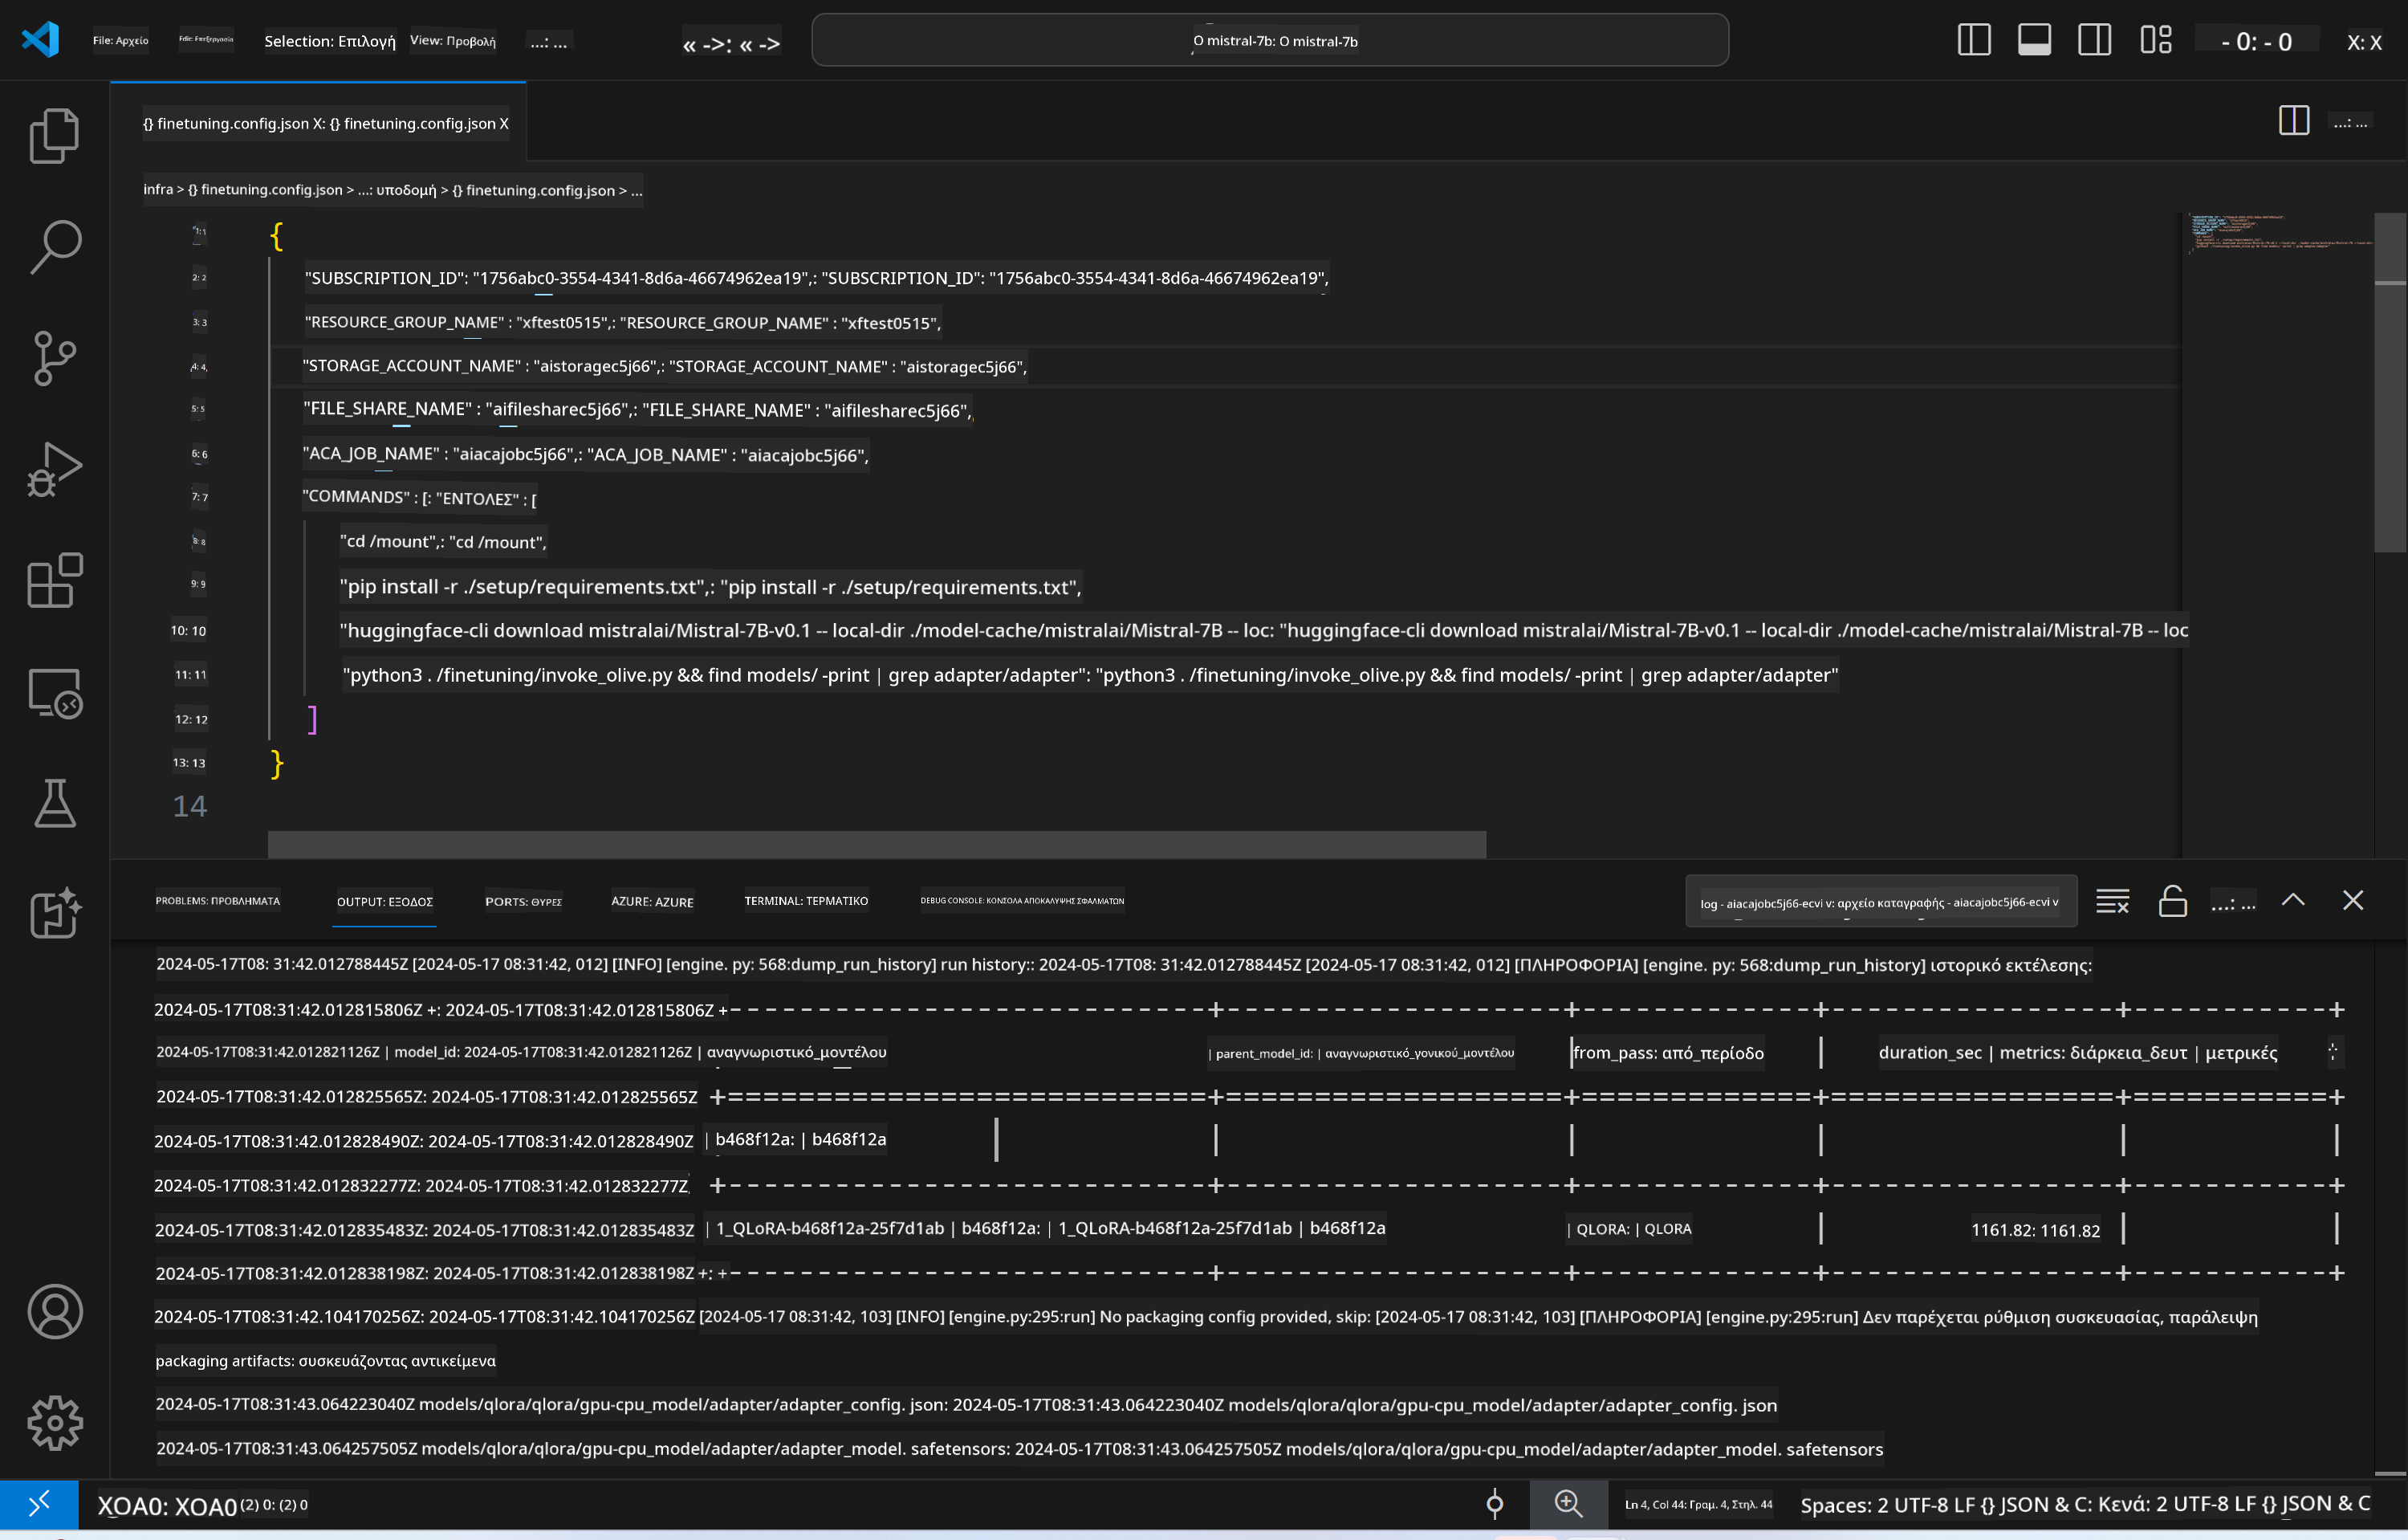 File: Αρχείο
Edit: Επεξεργασία
Selection: Επιλογή
View: Προβολή
...: ...
« ->: « ->
O mistral-7b: O mistral-7b
- 0: - 0
X: X
{} finetuning.config.json X: {} finetuning.config.json X
...: ...
infra > {} finetuning.config.json > ...: υποδομή > {} finetuning.config.json > ...
1: 1 {
2: 2 "SUBSCRIPTION_ID": "1756abc0-3554-4341-8d6a-46674962ea19",: "SUBSCRIPTION_ID": "1756abc0-3554-4341-8d6a-46674962ea19",
3: 3 "RESOURCE_GROUP_NAME" : "xftest0515",: "RESOURCE_GROUP_NAME" : "xftest0515",
4: 4, "STORAGE_ACCOUNT_NAME" : "aistoragec5j66",: "STORAGE_ACCOUNT_NAME" : "aistoragec5j66",
5: 5 "FILE_SHARE_NAME" : "aifilesharec5j66",: "FILE_SHARE_NAME" : "aifilesharec5j66",
6: 6 "ACA_JOB_NAME" : "aiacajobc5j66",: "ACA_JOB_NAME" : "aiacajobc5j66",
7: 7 "COMMANDS" : [: "ΕΝΤΟΛΕΣ" : [
8: 8 "cd /mount",: "cd /mount",
9: 9 "pip install -r ./setup/requirements.txt",: "pip install -r ./setup/requirements.txt",
10: 10 "huggingface-cli download mistralai/Mistral-7B-v0.1 -- local-dir ./model-cache/mistralai/Mistral-7B -- loc: "huggingface-cli download mistralai/Mistral-7B-v0.1 -- local-dir ./model-cache/mistralai/Mistral-7B -- loc
11: 11 "python3 . /finetuning/invoke_olive.py && find models/ -print | grep adapter/adapter": "python3 . /finetuning/invoke_olive.py && find models/ -print | grep adapter/adapter"
12: 12 ]
13: 13 }
14
PROBLEMS: ΠΡΟΒΛΗΜΑΤΑ
OUTPUT: ΕΞΟΔΟΣ
PORTS: ΘΥΡΕΣ
AZURE: AZURE
TERMINAL: ΤΕΡΜΑΤΙΚΟ
DEBUG CONSOLE: ΚΟΝΣΟΛΑ ΑΠΟΚΑΛΥΨΗΣ ΣΦΑΛΜΑΤΩΝ
log - aiacajobc5j66-ecvi v: αρχείο καταγραφής - aiacajobc5j66-ecvi v
...: ...
2024-05-17T08: 31:42.012788445Z [2024-05-17 08:31:42, 012] [INFO] [engine. py: 568:dump_run_history] run history:: 2024-05-17T08: 31:42.012788445Z [2024-05-17 08:31:42, 012] [ΠΛΗΡΟΦΟΡΙΑ] [engine. py: 568:dump_run_history] ιστορικό εκτέλεσης:
2024-05-17T08:31:42.012815806Z +: 2024-05-17T08:31:42.012815806Z +---------------------------+--------------------+--------------+-----------------+------------+
2024-05-17T08:31:42.012821126Z | model_id: 2024-05-17T08:31:42.012821126Z | αναγνωριστικό_μοντέλου | parent_model_id: | αναγνωριστικό_γονικού_μοντέλου |from_pass: από_περίοδο | duration_sec | metrics: διάρκεια_δευτ | μετρικές
2024-05-17T08:31:42.012825565Z: 2024-05-17T08:31:42.012825565Z +===========================+===================+=============+================+===========+
2024-05-17T08:31:42.012828490Z: 2024-05-17T08:31:42.012828490Z | b468f12a: | b468f12a | | | | | |
2024-05-17T08:31:42.012832277Z: 2024-05-17T08:31:42.012832277Z +---------------------------+--------------------+--------------+-----------------+------------+
2024-05-17T08:31:42.012835483Z: 2024-05-17T08:31:42.012835483Z | 1_QLoRA-b468f12a-25f7d1ab | b468f12a: | 1_QLoRA-b468f12a-25f7d1ab | b468f12a | QLORA: | QLORA | 1161.82: 1161.82 | |
2024-05-17T08:31:42.012838198Z: 2024-05-17T08:31:42.012838198Z +: +---------------------------+--------------------+--------------+-----------------+------------+
2024-05-17T08:31:42.104170256Z: 2024-05-17T08:31:42.104170256Z [2024-05-17 08:31:42, 103] [INFO] [engine.py:295:run] No packaging config provided, skip: [2024-05-17 08:31:42, 103] [ΠΛΗΡΟΦΟΡΙΑ] [engine.py:295:run] Δεν παρέχεται ρύθμιση συσκευασίας, παράλειψη
packaging artifacts: συσκευάζοντας αντικείμενα
2024-05-17T08:31:43.064223040Z models/qlora/qlora/gpu-cpu_model/adapter/adapter_config. json: 2024-05-17T08:31:43.064223040Z models/qlora/qlora/gpu-cpu_model/adapter/adapter_config. json
2024-05-17T08:31:43.064257505Z models/qlora/qlora/gpu-cpu_model/adapter/adapter_model. safetensors: 2024-05-17T08:31:43.064257505Z models/qlora/qlora/gpu-cpu_model/adapter/adapter_model. safetensors
XOA0: XOA0 (2) 0: (2) 0
Ln 4, Col 44: Γραμ. 4, Στηλ. 44
Spaces: 2 UTF-8 LF {} JSON & C: Κενά: 2 UTF-8 LF {} JSON & C